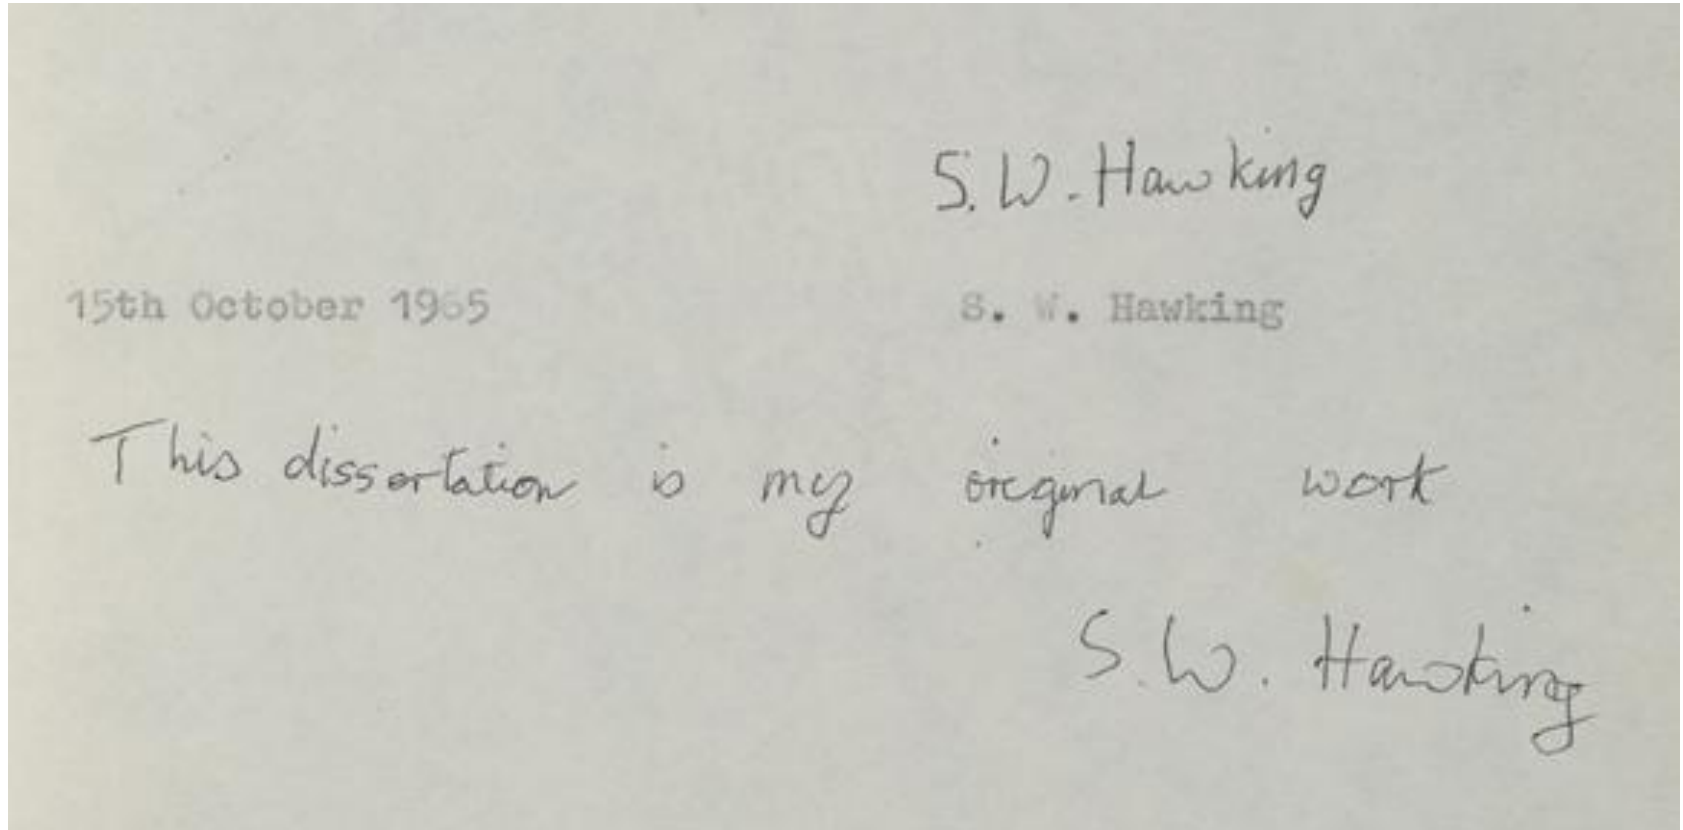 S. W. Hawking
15th October 1965 S. W. Hawking
This dissertation is my original work
S. W. Hawking